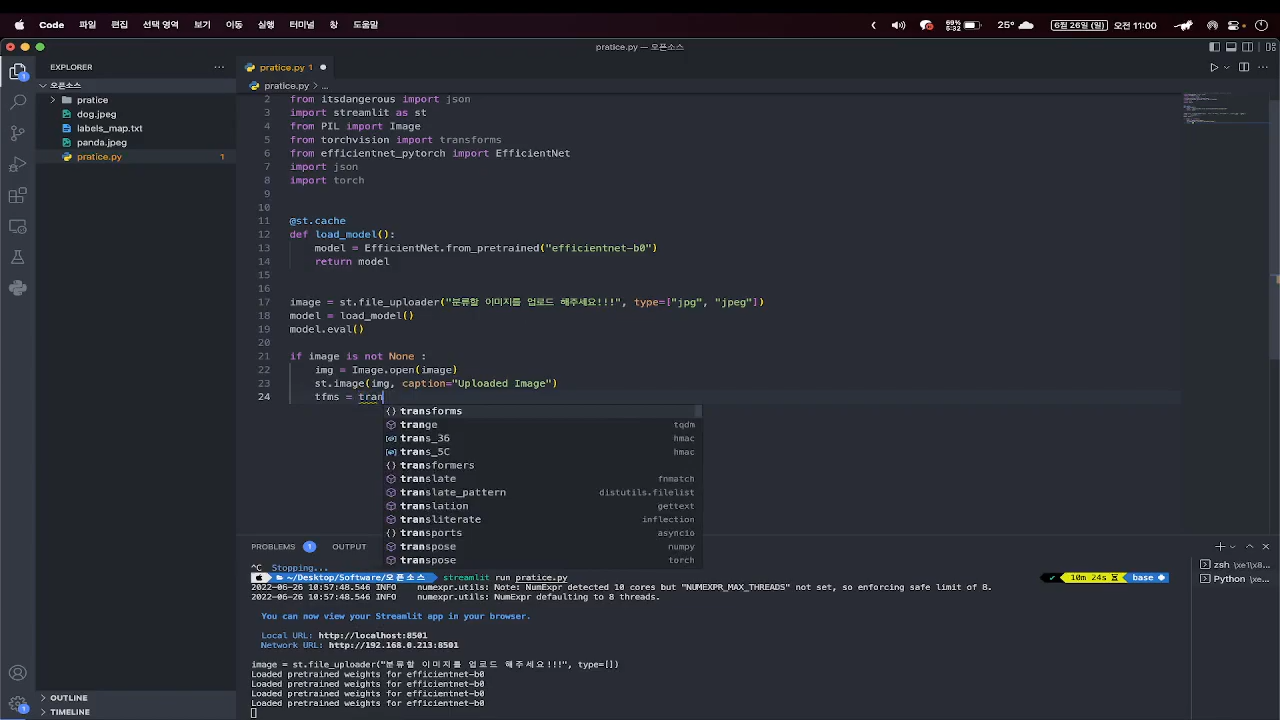 Code 파일 편집 선택 영역 보기 이동 실행 터미널 창 도움말 69% 5:32 25° 6월 26일 (일) 오전 11:00
pratice.py — 오픈소스
EXPLORER
pratice.py 1
오픈소스
pratice.py > ...
pratice
dog.jpeg
labels_map.txt
panda.jpeg
pratice.py 1
2 from itsdangerous import json
3 import streamlit as st
4 from PIL import Image
5 from torchvision import transforms
6 from efficientnet_pytorch import EfficientNet
7 import json
8 import torch
9
10
11 @st.cache
12 def load_model():
13 model = EfficientNet.from_pretrained("efficientnet-b0")
14 return model
15
16
17 image = st.file_uploader("분류할 이미지를 업로드 해주세요!!!", type=["jpg", "jpeg"])
18 model = load_model()
19 model.eval()
20
21 if image is not None :
22 img = Image.open(image)
23 st.image(img, caption="Uploaded Image")
24 tfms = tran
transforms
trange tqdm
trans_36 hmac
trans_5C hmac
transformers
translate fnmatch
translate_pattern distutils.filelist
translation gettext
transliterate inflection
transports asyncio
transpose numpy
transpose torch
PROBLEMS 1 OUTPUT
^C Stopping...
~/Desktop/Software/오픈소스 streamlit run pratice.py 10m 24s base
2022-06-26 10:57:48.546 INFO numexpr.utils: Note: NumExpr detected 10 cores but "NUMEXPR_MAX_THREADS" not set, so enforcing safe limit of 8.
2022-06-26 10:57:48.546 INFO numexpr.utils: NumExpr defaulting to 8 threads.
You can now view your Streamlit app in your browser.
Local URL: http://localhost:8501
Network URL: http://192.168.0.213:8501
image = st.file_uploader("분류할 이미지를 업로드 해주세요!!!", type=[])
Loaded pretrained weights for efficientnet-b0
Loaded pretrained weights for efficientnet-b0
Loaded pretrained weights for efficientnet-b0
Loaded pretrained weights for efficientnet-b0
zsh
Python
OUTLINE
TIMELINE